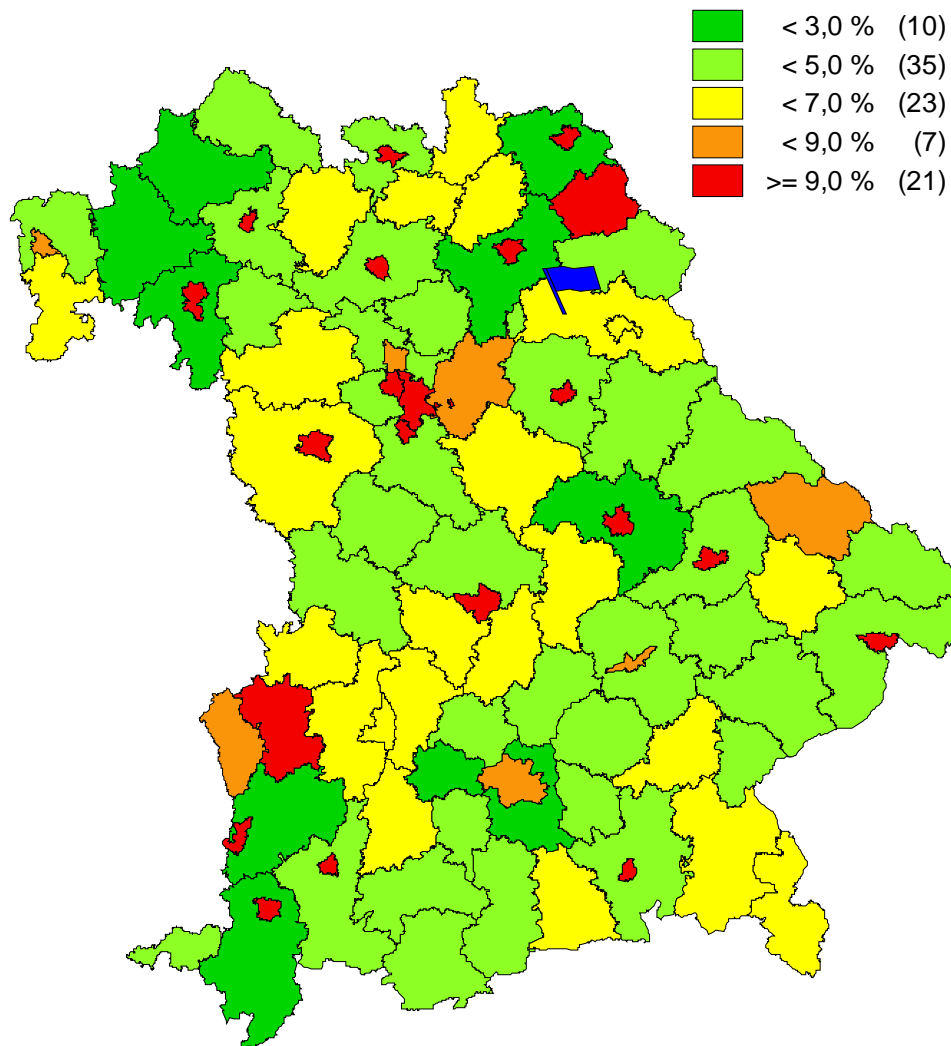 < 3,0 % (10)
< 5,0 % (35)
< 7,0 % (23)
< 9,0 % (7)
>= 9,0 % (21)